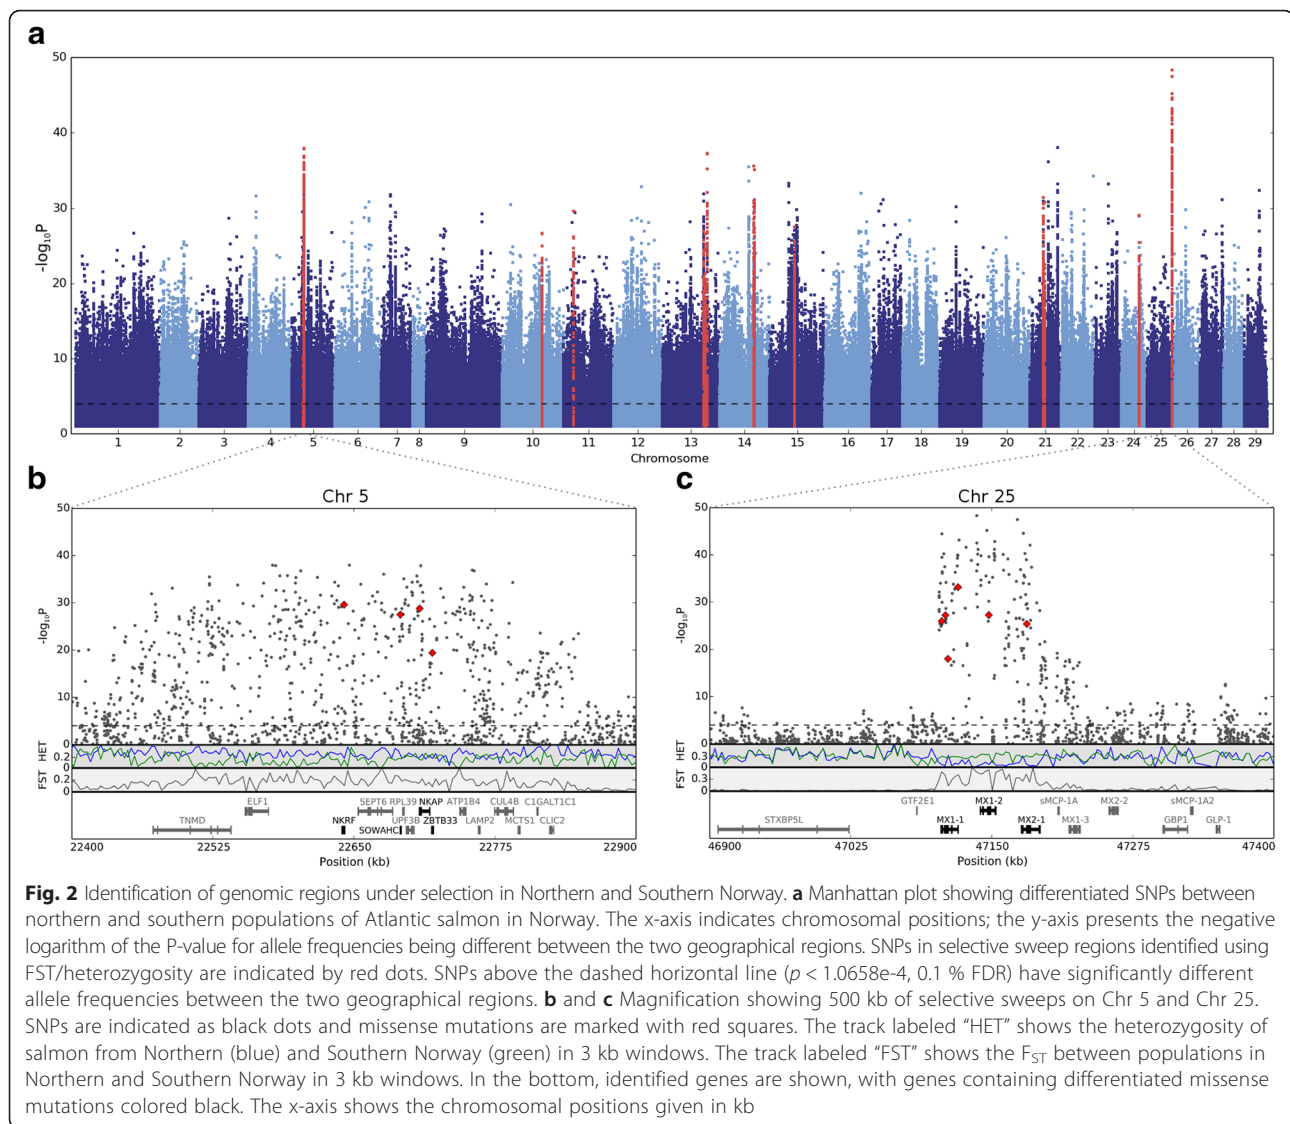 a
50
40
30
20
10
0
-log10P
1 2 3 4 5 6 7 8 9 10 11 12 13 14 15 16 17 18 19 20 21 22 23 24 25 26 27 28 29
Chromosome
b
Chr 5
50
40
30
20
10
0
-log10P
HET
0.2
0
FST
0.2
0
ELF1 SEPT6 RPL39 NKAP ATP1B4 CUL4B C1GALT1C1
TNMD NKRF SOWAHC UPF3B ZBTB33 LAMP2 MCTS1 CLIC2
22400 22525 22650 22775 22900
Position (kb)
c
Chr 25
50
40
30
20
10
0
-log10P
HET
0.3
0
FST
0.3
0
GTF2E1 MX1-2 sMCP-1A MX2-2 sMCP-1A2
STXBP5L MX1-1 MX2-1 MX1-3 GBP1 GLP-1
46900 47025 47150 47275 47400
Position (kb)
Fig. 2 Identification of genomic regions under selection in Northern and Southern Norway. a Manhattan plot showing differentiated SNPs between
northern and southern populations of Atlantic salmon in Norway. The x-axis indicates chromosomal positions; the y-axis presents the negative
logarithm of the P-value for allele frequencies being different between the two geographical regions. SNPs in selective sweep regions identified using
FST/heterozygosity are indicated by red dots. SNPs above the dashed horizontal line (p < 1.0658e-4, 0.1 % FDR) have significantly different
allele frequencies between the two geographical regions. b and c Magnification showing 500 kb of selective sweeps on Chr 5 and Chr 25.
SNPs are indicated as black dots and missense mutations are marked with red squares. The track labeled “HET” shows the heterozygosity of
salmon from Northern (blue) and Southern Norway (green) in 3 kb windows. The track labeled “FST” shows the FST between populations in
Northern and Southern Norway in 3 kb windows. In the bottom, identified genes are shown, with genes containing differentiated missense
mutations colored black. The x-axis shows the chromosomal positions given in kb